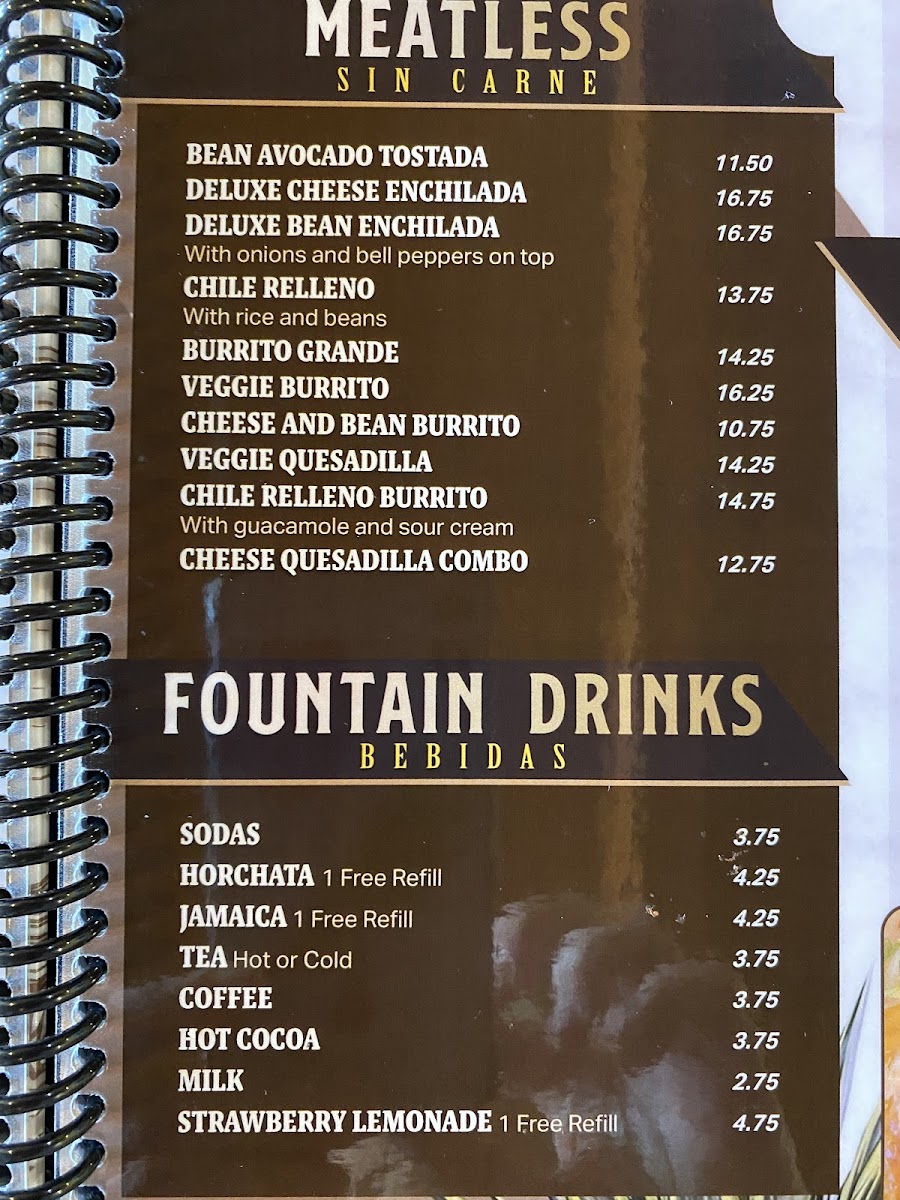 MEATLESS
SIN CARNE
BEAN AVOCADO TOSTADA 11.50
DELUXE CHEESE ENCHILADA 16.75
DELUXE BEAN ENCHILADA 16.75
With onions and bell peppers on top
CHILE RELLENO 13.75
With rice and beans
BURRITO GRANDE 14.25
VEGGIE BURRITO 16.25
CHEESE AND BEAN BURRITO 10.75
VEGGIE QUESADILLA 14.25
CHILE RELLENO BURRITO 14.75
With guacamole and sour cream
CHEESE QUESADILLA COMBO 12.75
FOUNTAIN DRINKS
BEBIDAS
SODAS 3.75
HORCHATA 1 Free Refill 4.25
JAMAICA 1 Free Refill 4.25
TEA Hot or Cold 3.75
COFFEE 3.75
HOT COCOA 3.75
MILK 2.75
STRAWBERRY LEMONADE 1 Free Refill 4.75